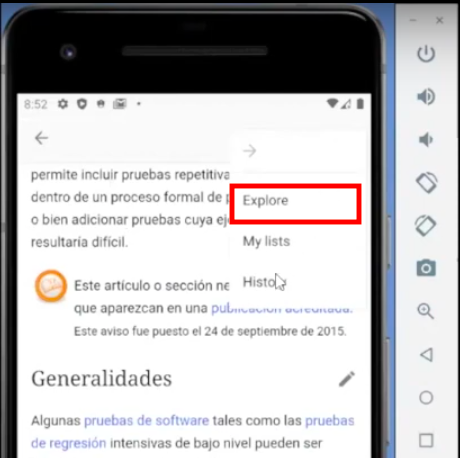 8:52
permite incluir pruebas repetitiva
dentro de un proceso formal de
o bien adicionar pruebas cuya
resultaría difícil.
Explore
My lists
Este artículo o sección
que aparezcan en una publicación acreditada.
Este aviso fue puesto el 24 de septiembre de 2015.
Generalidades
Algunas pruebas de software tales como las pruebas
de regresión intensivas de bajo nivel pueden ser